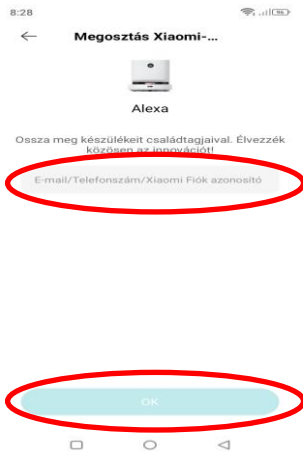 8:28
Megosztás Xiaomi-...
Alexa
Ossza meg készülékeit családtagjaival. Élvezzék
közösen az innovációt!
E-mail/Telefonszám/Xiaomi Fiók azonosító
OK